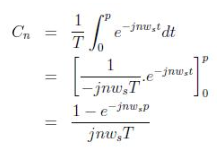 C_n = \frac{1}{T} \int_0^p e^{-jnw_s t} dt
= \left[ \frac{1}{-jnw_s T} . e^{-jnw_s t} \right]_0^p
= \frac{1 - e^{-jnw_s p}}{jnw_s T}